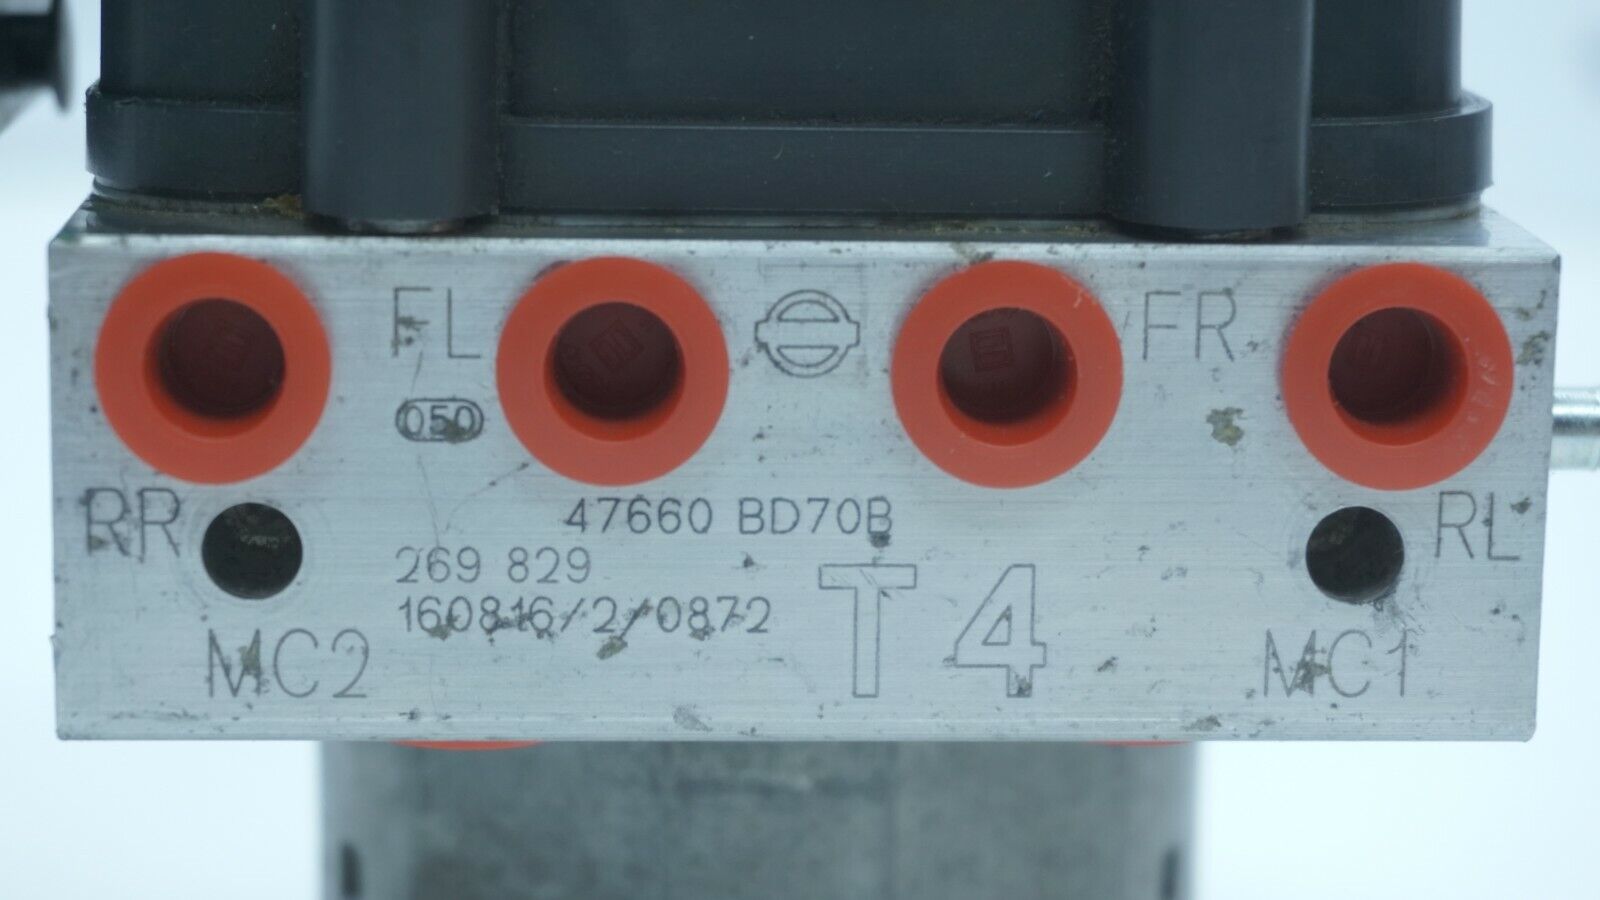 FL
FR
050
47660 BD70B
RR
RL
269 829
160816/2/0872
T4
MC2
MC1